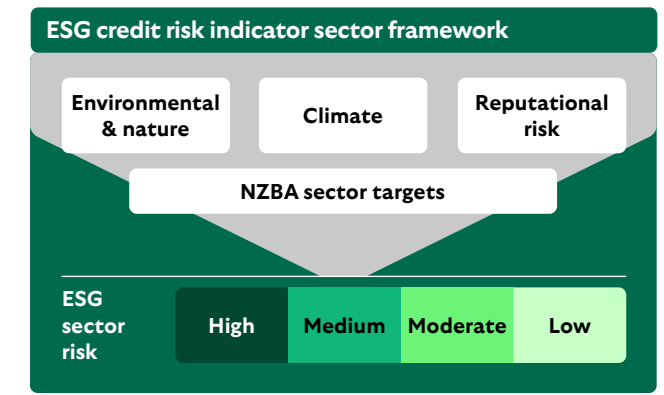 ESG credit risk indicator sector framework
Environmental
& nature
Climate
Reputational
risk
NZBA sector targets
ESG
sector
risk
High
Medium
Moderate
Low